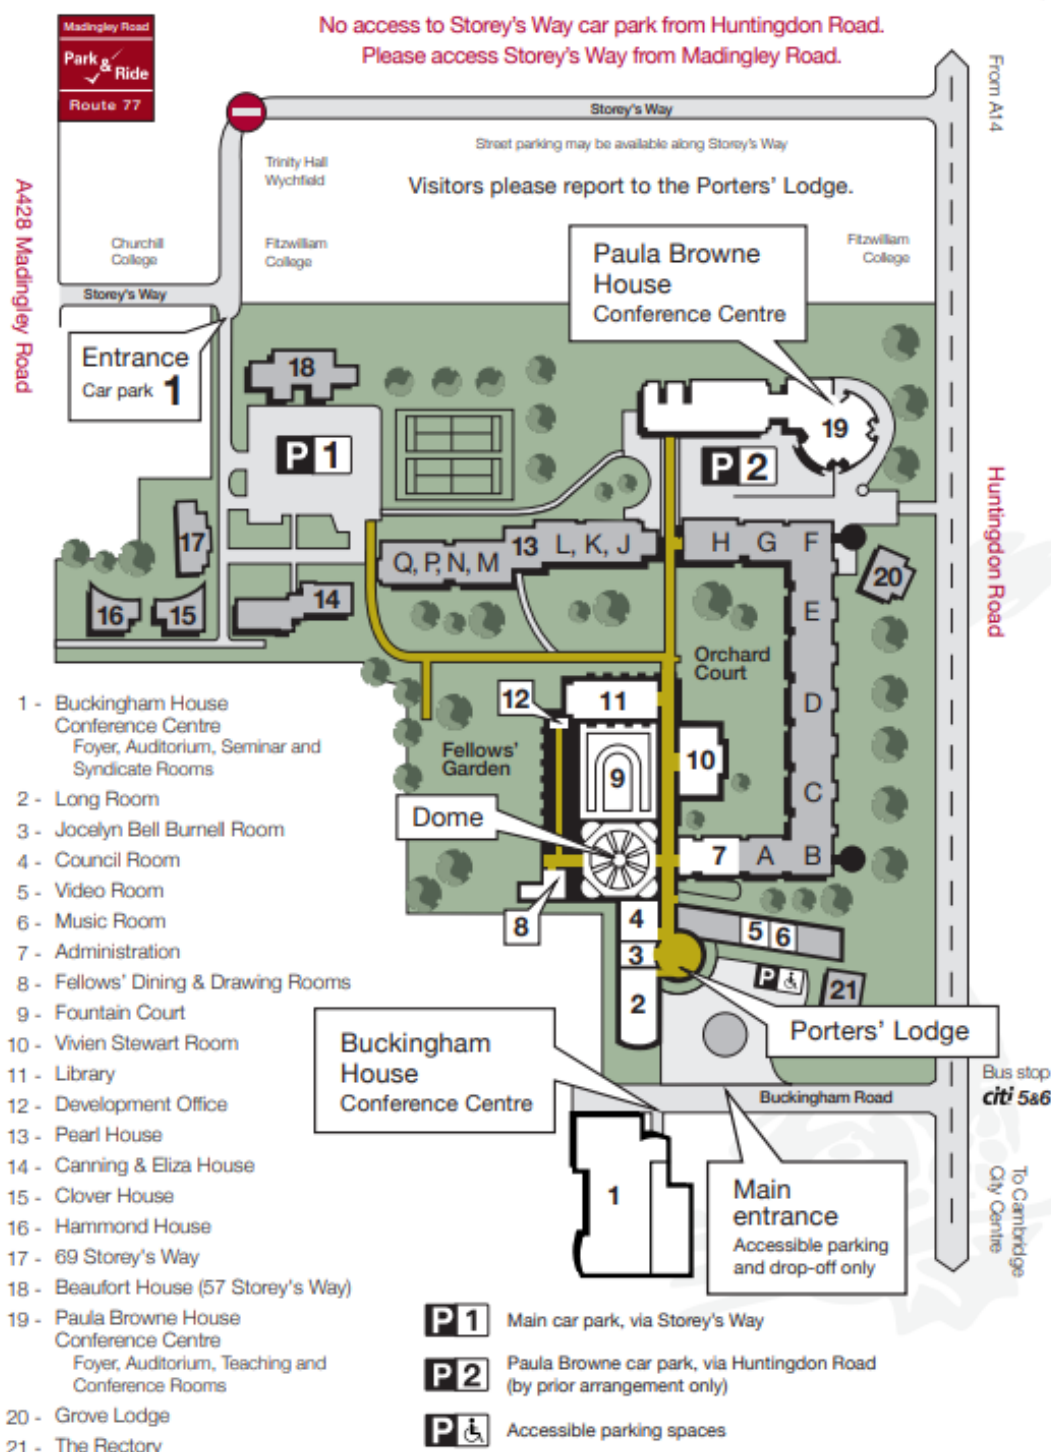 No access to Storey's Way car park from Huntingdon Road.
Please access Storey's Way from Madingley Road.
Madingley Road
Park & Ride
Route 77
Storey's Way
From A14
Street parking may be available along Storey's Way
Trinity Hall
Wychfield
Visitors please report to the Porters' Lodge.
A428 Madingley Road
Churchill
College
Fitzwilliam
College
Fitzwilliam
College
Paula Browne
House
Conference Centre
Storey's Way
Entrance
Car park 1
18
19
P 1
P 2
Huntingdon Road
17
Q, P, N, M
13
L, K, J
H
G
F
20
16
15
14
E
Orchard
Court
12
11
D
Fellows'
Garden
9
10
C
Dome
7
A
B
8
4
5
6
3
P
21
2
Porters' Lodge
Buckingham
House
Conference Centre
Buckingham Road
Bus stop
citi 5&6
1
Main
entrance
Accessible parking
and drop-off only
To Cambridge
City Centre
1 - Buckingham House
Conference Centre
Foyer, Auditorium, Seminar and
Syndicate Rooms
2 - Long Room
3 - Jocelyn Bell Burnell Room
4 - Council Room
5 - Video Room
6 - Music Room
7 - Administration
8 - Fellows' Dining & Drawing Rooms
9 - Fountain Court
10 - Vivien Stewart Room
11 - Library
12 - Development Office
13 - Pearl House
14 - Canning & Eliza House
15 - Clover House
16 - Hammond House
17 - 69 Storey's Way
18 - Beaufort House (57 Storey's Way)
19 - Paula Browne House
Conference Centre
Foyer, Auditorium, Teaching and
Conference Rooms
20 - Grove Lodge
21 - The Rectory
P 1 Main car park, via Storey's Way
P 2 Paula Browne car park, via Huntingdon Road
(by prior arrangement only)
P Accessible parking spaces